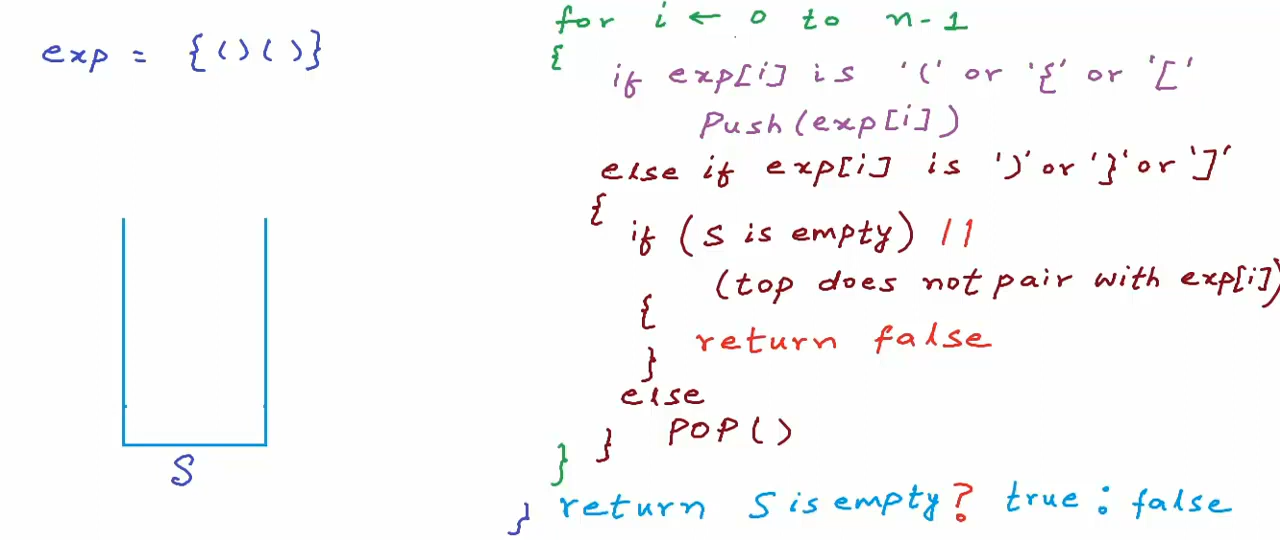 exp = {()()}
S
for i ← 0 to n-1
{
if exp[i] is '(' or '{' or '['
Push(exp[i])
else if exp[i] is ')' or '}' or ']'
{
if (S is empty) ||
(top does not pair with exp[i])
{
return false
}
else
POP()
}
}
return S is empty? true : false
}